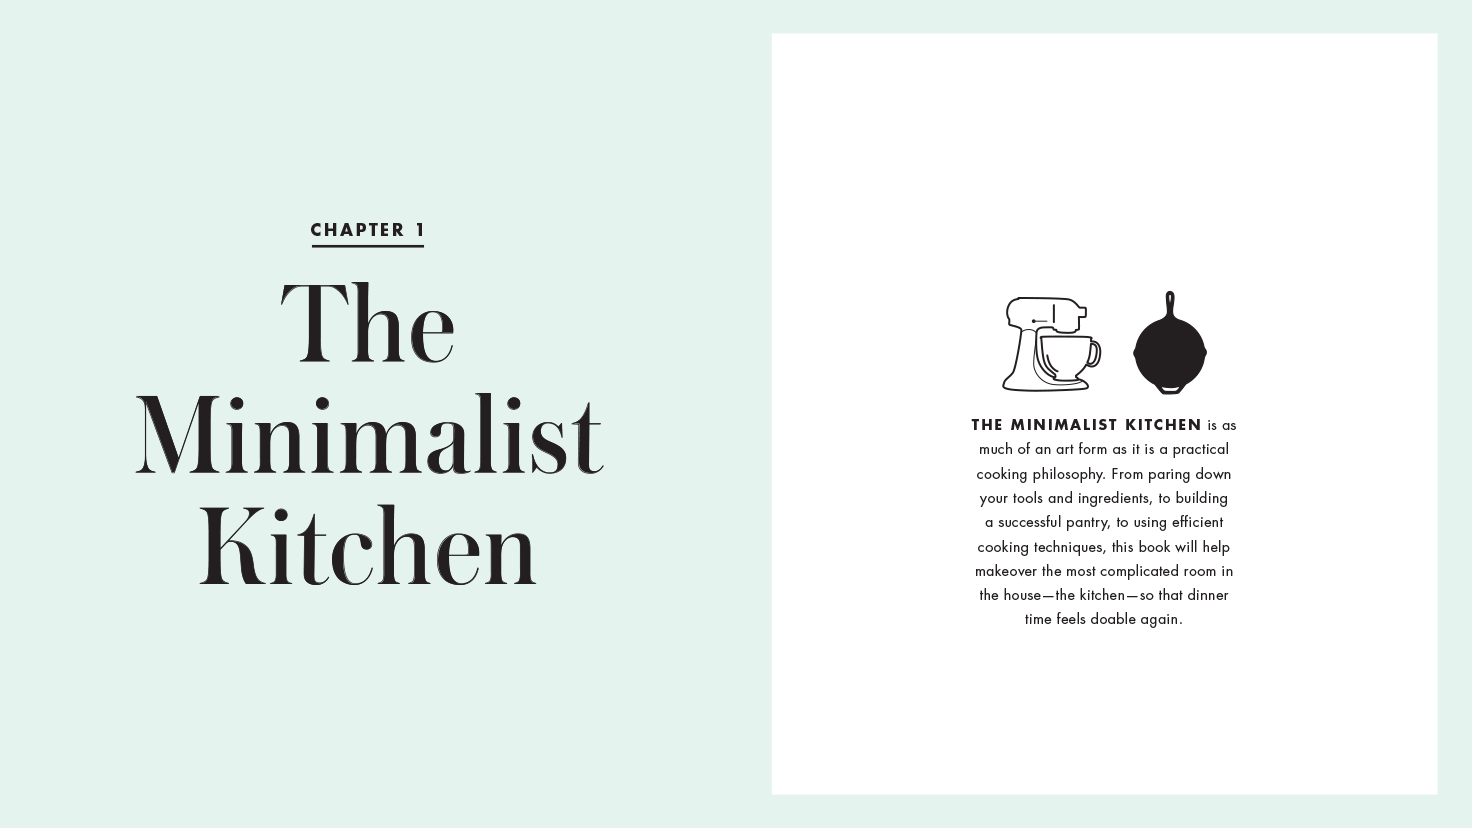 CHAPTER 1
The
Minimalist
Kitchen
THE MINIMALIST KITCHEN is as
much of an art form as it is a practical
cooking philosophy. From paring down
your tools and ingredients, to building
a successful pantry, to using efficient
cooking techniques, this book will help
makeover the most complicated room in
the house—the kitchen—so that dinner
time feels doable again.